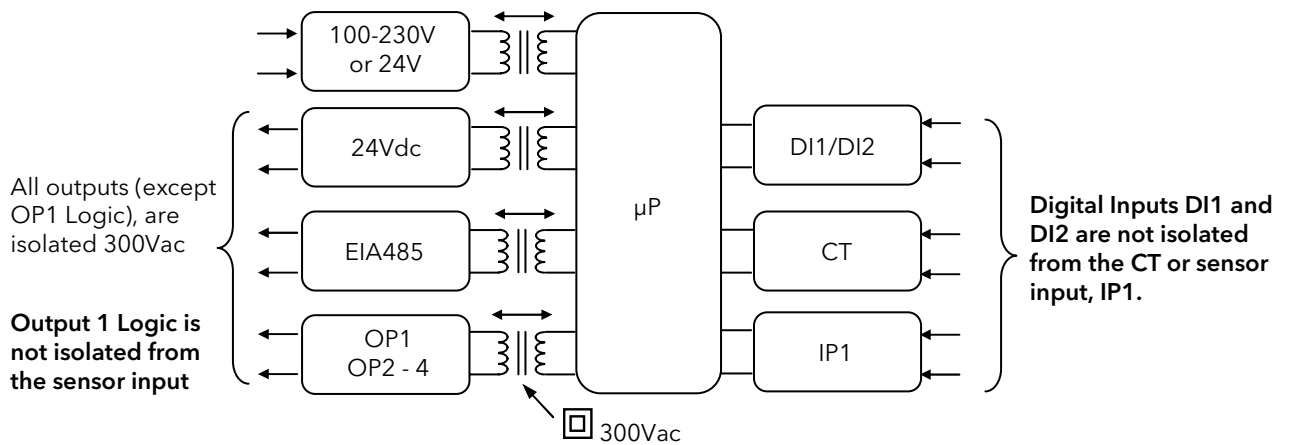 100-230V
or 24V
24Vdc
EIA485
OP1
OP2 - 4
All outputs (except
OP1 Logic), are
isolated 300Vac
Output 1 Logic is
not isolated from
the sensor input
300Vac
µP
DI1/DI2
CT
IP1
Digital Inputs DI1 and
DI2 are not isolated
from the CT or sensor
input, IP1.